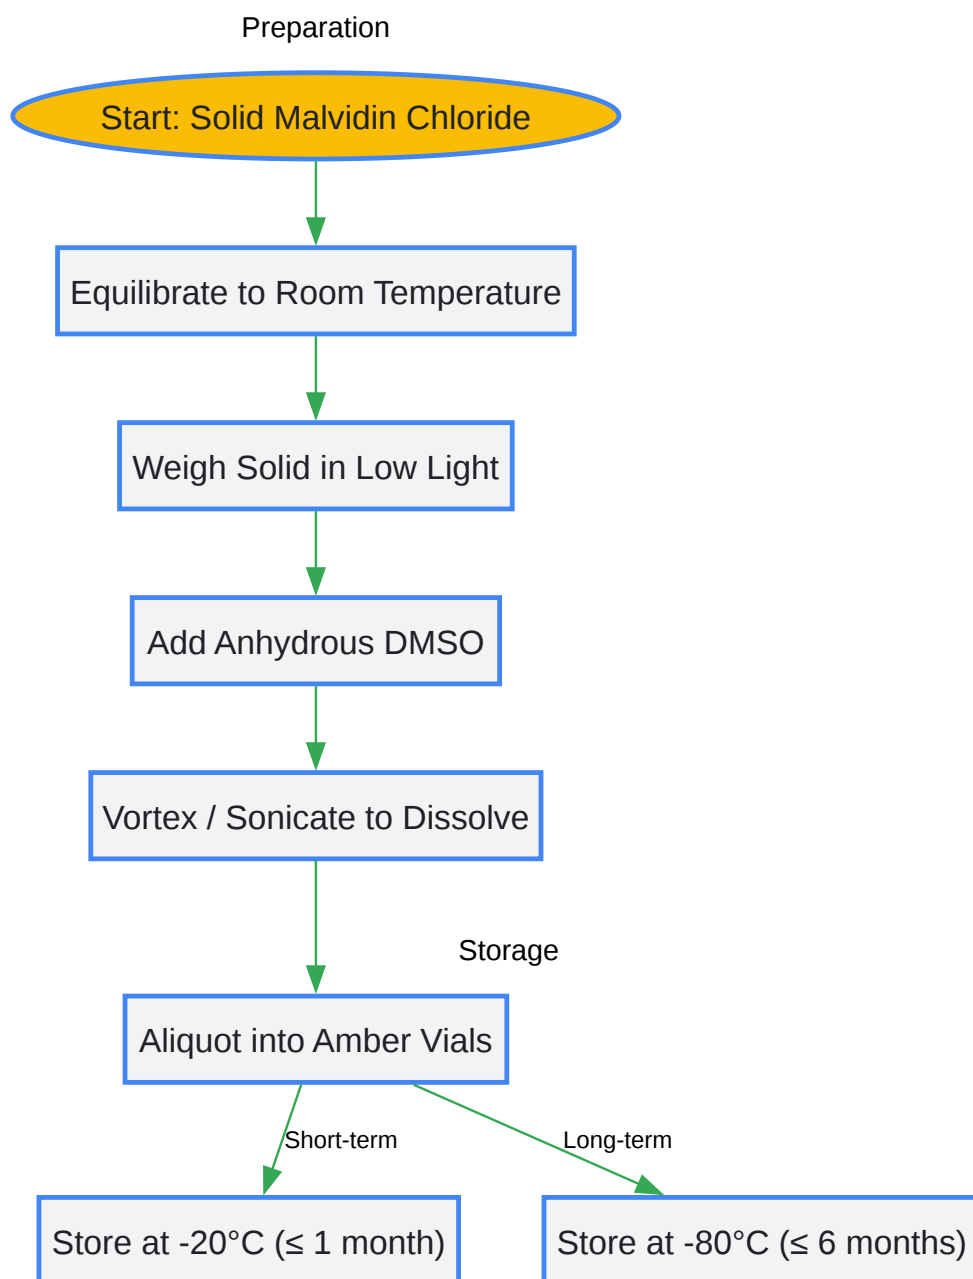 Preparation
Start: Solid Malvidin Chloride
Equilibrate to Room Temperature
Weigh Solid in Low Light
Add Anhydrous DMSO
Vortex / Sonicate to Dissolve
Storage
Aliquot into Amber Vials
Short-term
Long-term
Store at -20°C (≤ 1 month)
Store at -80°C (≤ 6 months)